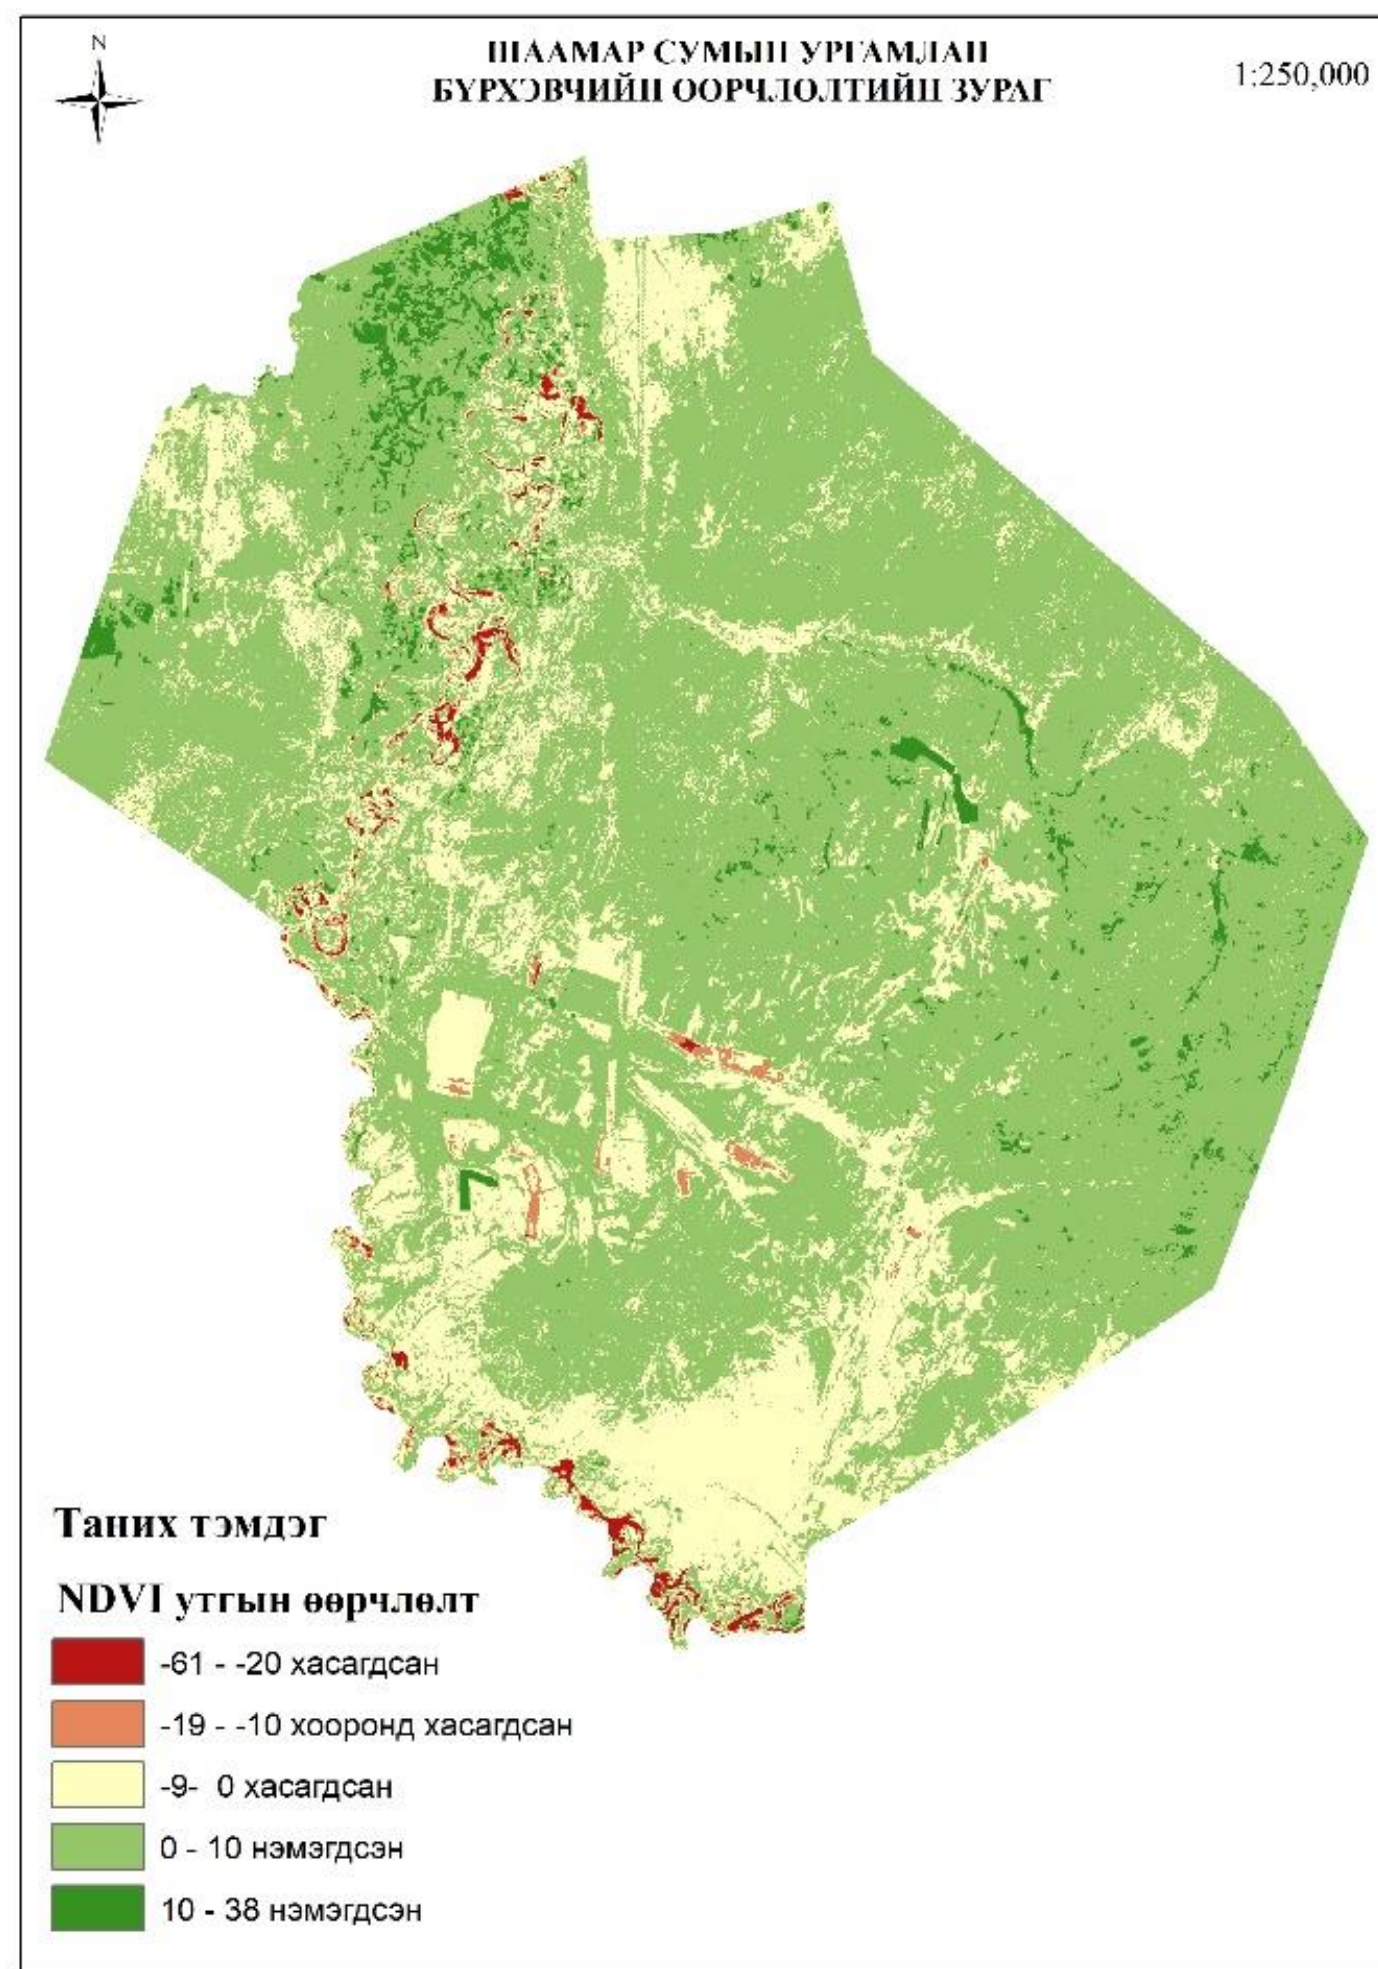 N
ШААМАР СУМЫН УРГАМЛАН
БҮРХЭВЧИЙН ӨӨРЧЛӨЛТИЙН ЗУРАГ
1:250,000
Таних тэмдэг
NDVI утгын өөрчлөлт
-61 - -20 хасагдсан
-19 - -10 хооронд хасагдсан
-9- 0 хасагдсан
0 - 10 нэмэгдсэн
10 - 38 нэмэгдсэн